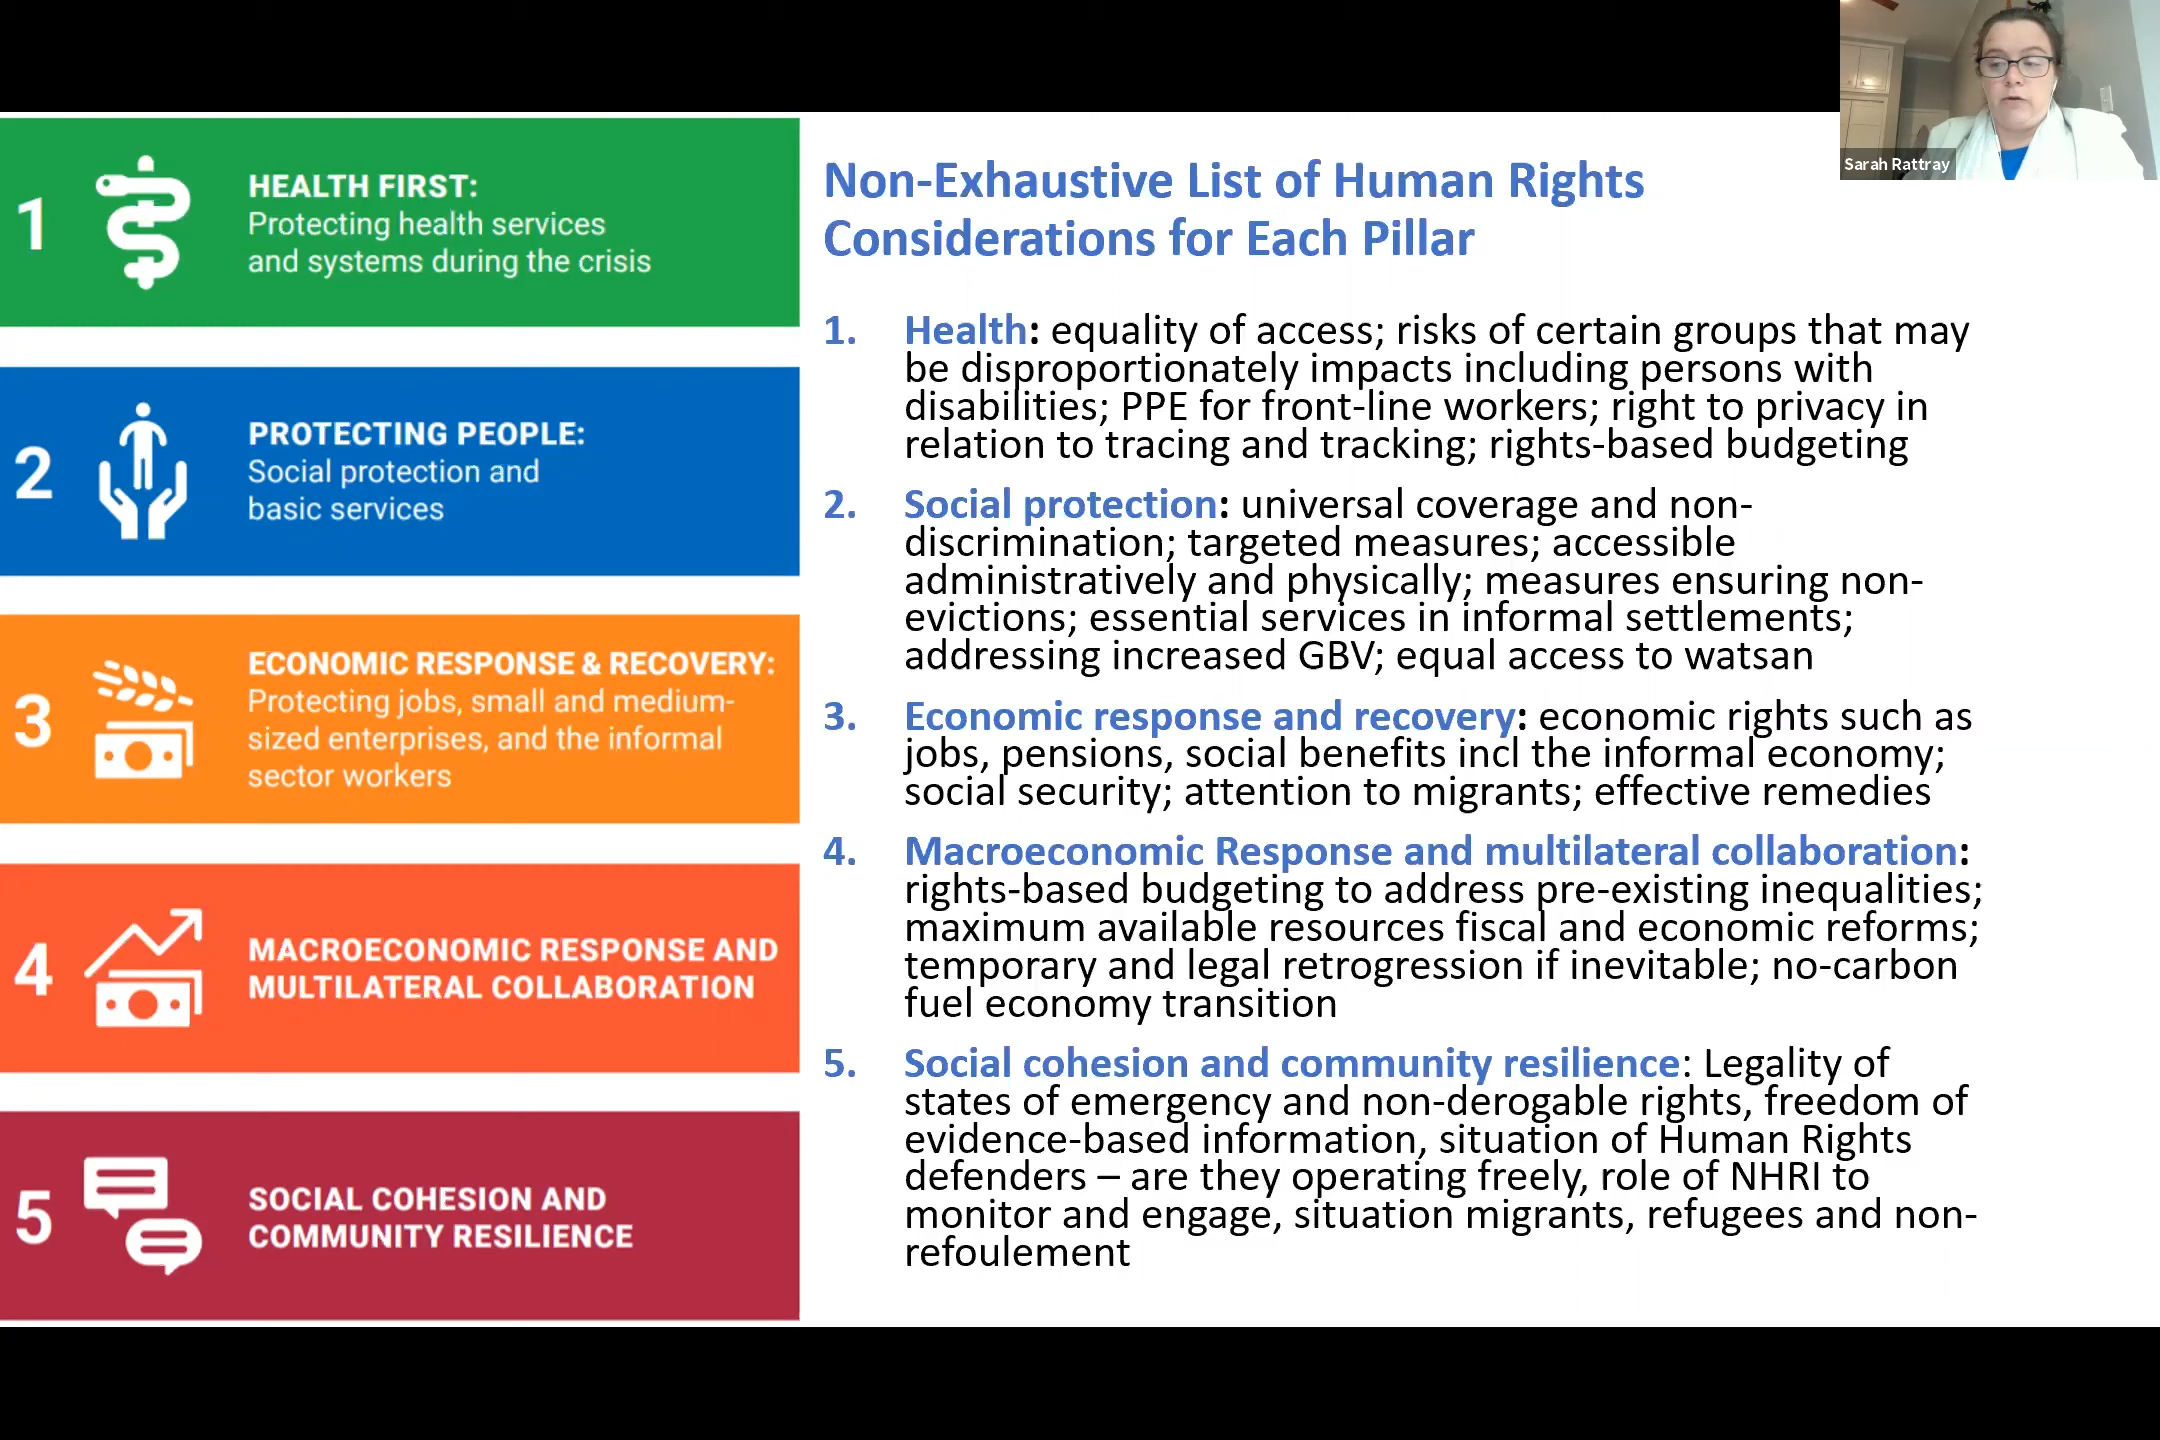 1
HEALTH FIRST:
Protecting health services
and systems during the crisis
2
PROTECTING PEOPLE:
Social protection and
basic services
3
ECONOMIC RESPONSE & RECOVERY:
Protecting jobs, small and medium-
sized enterprises, and the informal
sector workers
4
MACROECONOMIC RESPONSE AND
MULTILATERAL COLLABORATION
5
SOCIAL COHESION AND
COMMUNITY RESILIENCE
Non-Exhaustive List of Human Rights
Considerations for Each Pillar
1. Health: equality of access; risks of certain groups that may
be disproportionately impacts including persons with
disabilities; PPE for front-line workers; right to privacy in
relation to tracing and tracking; rights-based budgeting
2. Social protection: universal coverage and non-
discrimination; targeted measures; accessible
administratively and physically; measures ensuring non-
evictions; essential services in informal settlements;
addressing increased GBV; equal access to watsan
3. Economic response and recovery: economic rights such as
jobs, pensions, social benefits incl the informal economy;
social security; attention to migrants; effective remedies
4. Macroeconomic Response and multilateral collaboration:
rights-based budgeting to address pre-existing inequalities;
maximum available resources fiscal and economic reforms;
temporary and legal retrogression if inevitable; no-carbon
fuel economy transition
5. Social cohesion and community resilience: Legality of
states of emergency and non-derogable rights, freedom of
evidence-based information, situation of Human Rights
defenders – are they operating freely, role of NHRI to
monitor and engage, situation migrants, refugees and non-
refoulement
Sarah Rattray